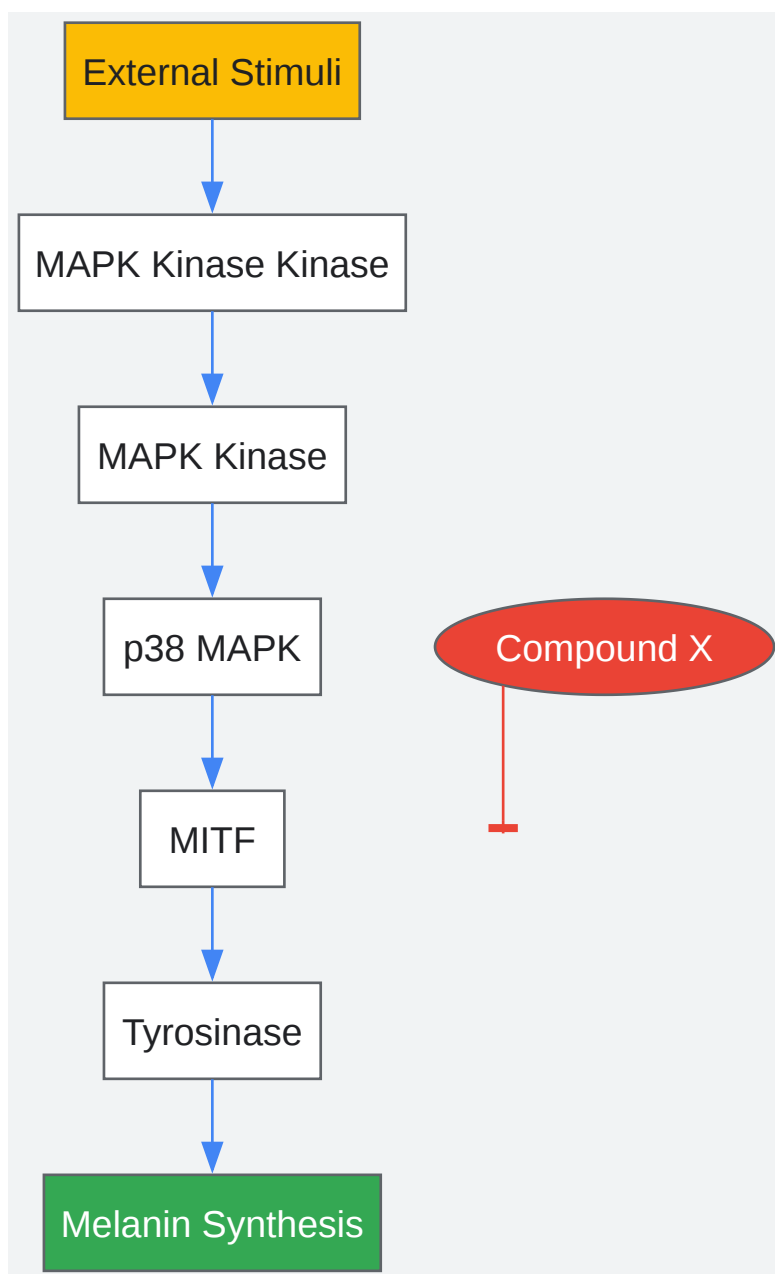 External Stimuli
MAPK Kinase Kinase
MAPK Kinase
p38 MAPK
Compound X
MITF
Tyrosinase
Melanin Synthesis